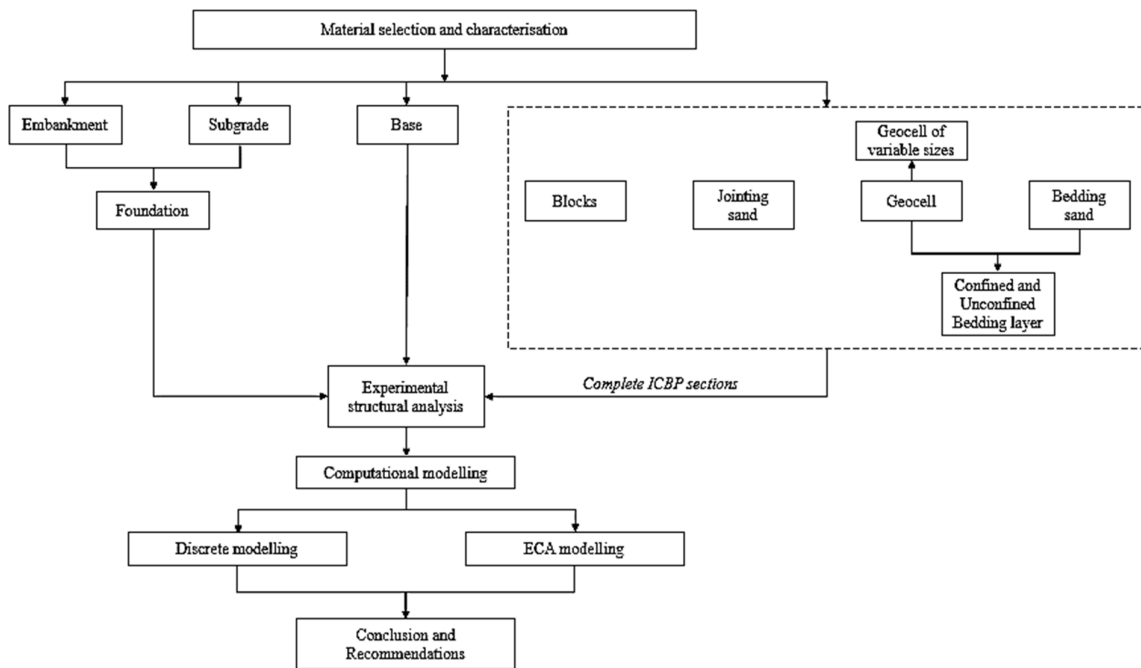 Material selection and characterisation
Embankment
Subgrade
Base
Geocell of
variable sizes
Blocks
Jointing
sand
Geocell
Bedding
sand
Foundation
Confined and
Unconfined
Bedding layer
Experimental
structural analysis
Complete ICBP sections
Computational modelling
Discrete modelling
ECA modelling
Conclusion and
Recommendations